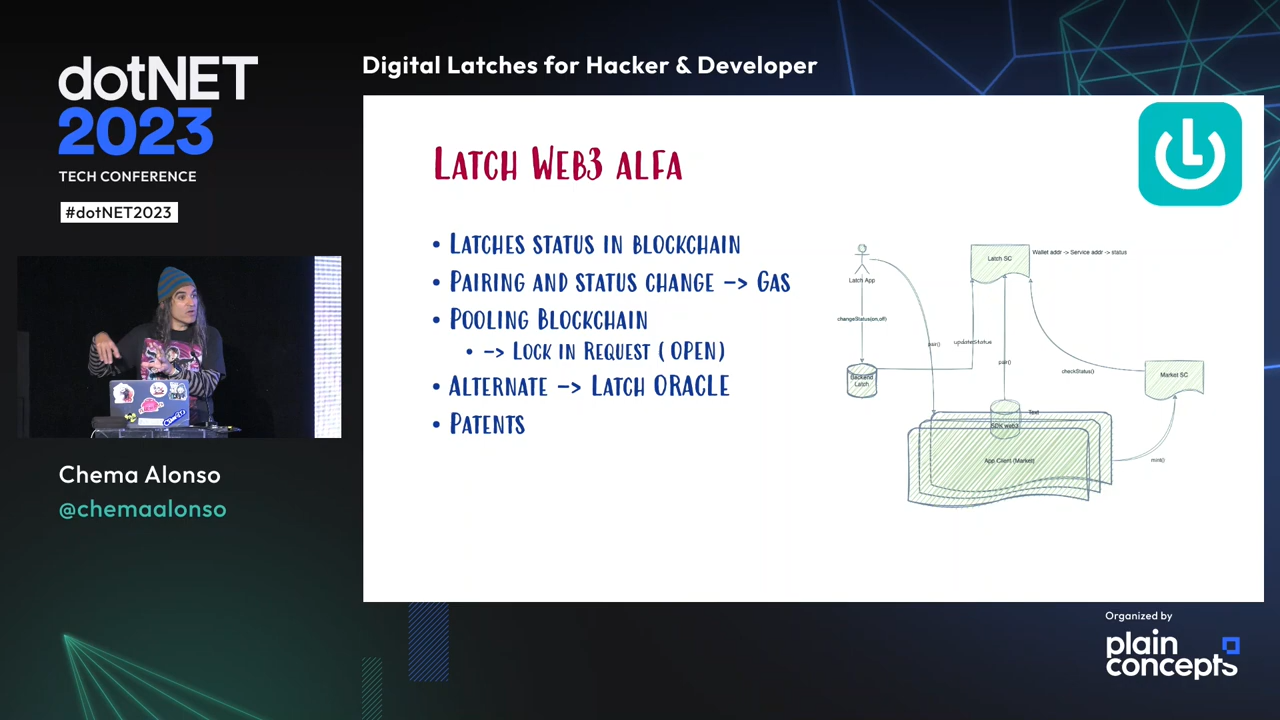 dotNET
2023
TECH CONFERENCE
#dotNET2023
Chema Alonso
@chemaalonso
Digital Latches for Hacker & Developer
LATCH WEB3 ALFA
• LATCHES STATUS IN BLOCKCHAIN
• PAIRING AND STATUS CHANGE –> GAS
• POOLING BLOCKCHAIN
• –> LOCK IN REQUEST ( OPEN)
• ALTERNATE –> LATCH ORACLE
• PATENTS
Latch SC
Wallet addr -> Service addr -> status
Latch App
changeStatus(on,off)
pair()
updateStatus
pair()
checkStatus()
Market SC
Backend
Latch
Text
SDK web3
App Client (Market)
mint()
Organized by
plain
concepts